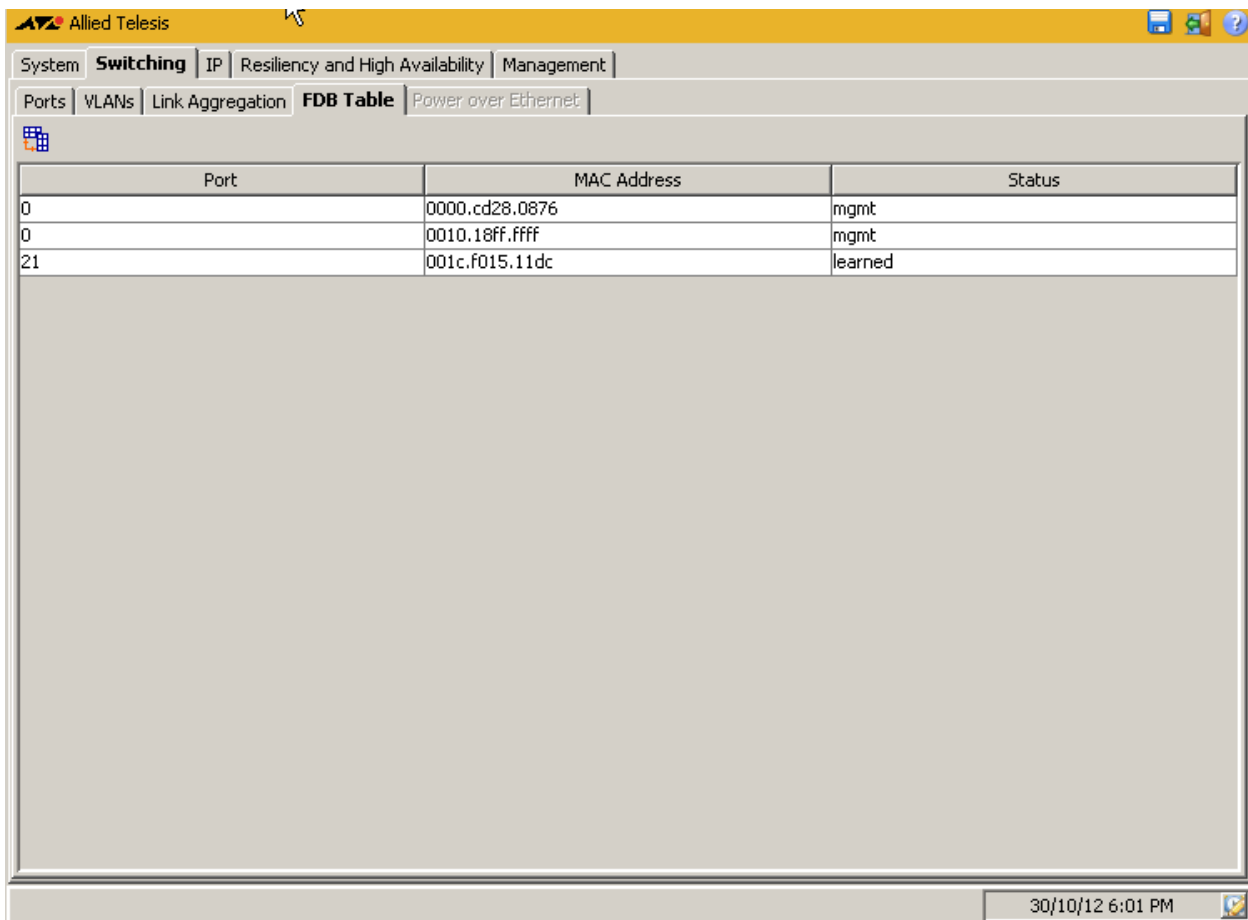 Allied Telesis
System Switching IP Resiliency and High Availability Management
Ports VLANs Link Aggregation FDB Table Power over Ethernet
Port MAC Address Status
0 0000.cd28.0876 mgmt
0 0010.18ff.ffff mgmt
21 001c.f015.11dc learned
30/10/12 6:01 PM